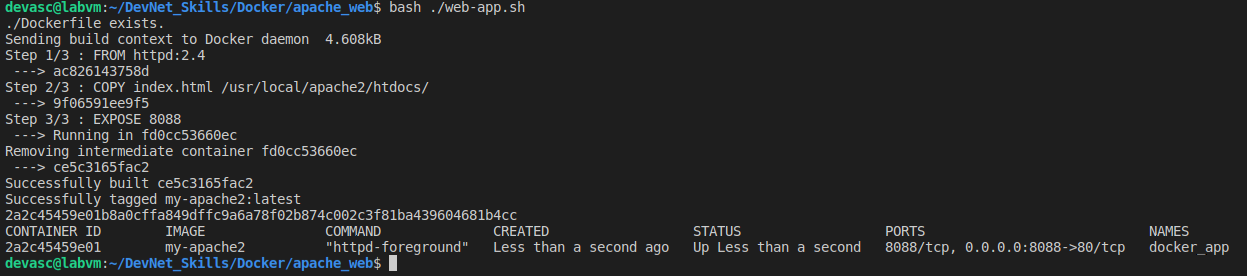 devasc@labvm:~/DevNet_Skills/Docker/apache_web$ bash ./web-app.sh
./Dockerfile exists.
Sending build context to Docker daemon  4.608kB
Step 1/3 : FROM httpd:2.4
 ---> ac826143758d
Step 2/3 : COPY index.html /usr/local/apache2/htdocs/
 ---> 9f06591ee9f5
Step 3/3 : EXPOSE 8088
 ---> Running in fd0cc53660ec
Removing intermediate container fd0cc53660ec
 ---> ce5c3165fac2
Successfully built ce5c3165fac2
Successfully tagged my-apache2:latest
2a2c45459e01b8a0cffa849dffc9a6a78f02b874c002c3f81ba439604681b4cc
CONTAINER ID        IMAGE               COMMAND             CREATED                  STATUS                  PORTS                            NAMES
2a2c45459e01        my-apache2          "httpd-foreground"   Less than a second ago   Up Less than a second   8088/tcp, 0.0.0.0:8088->80/tcp   docker_app
devasc@labvm:~/DevNet_Skills/Docker/apache_web$